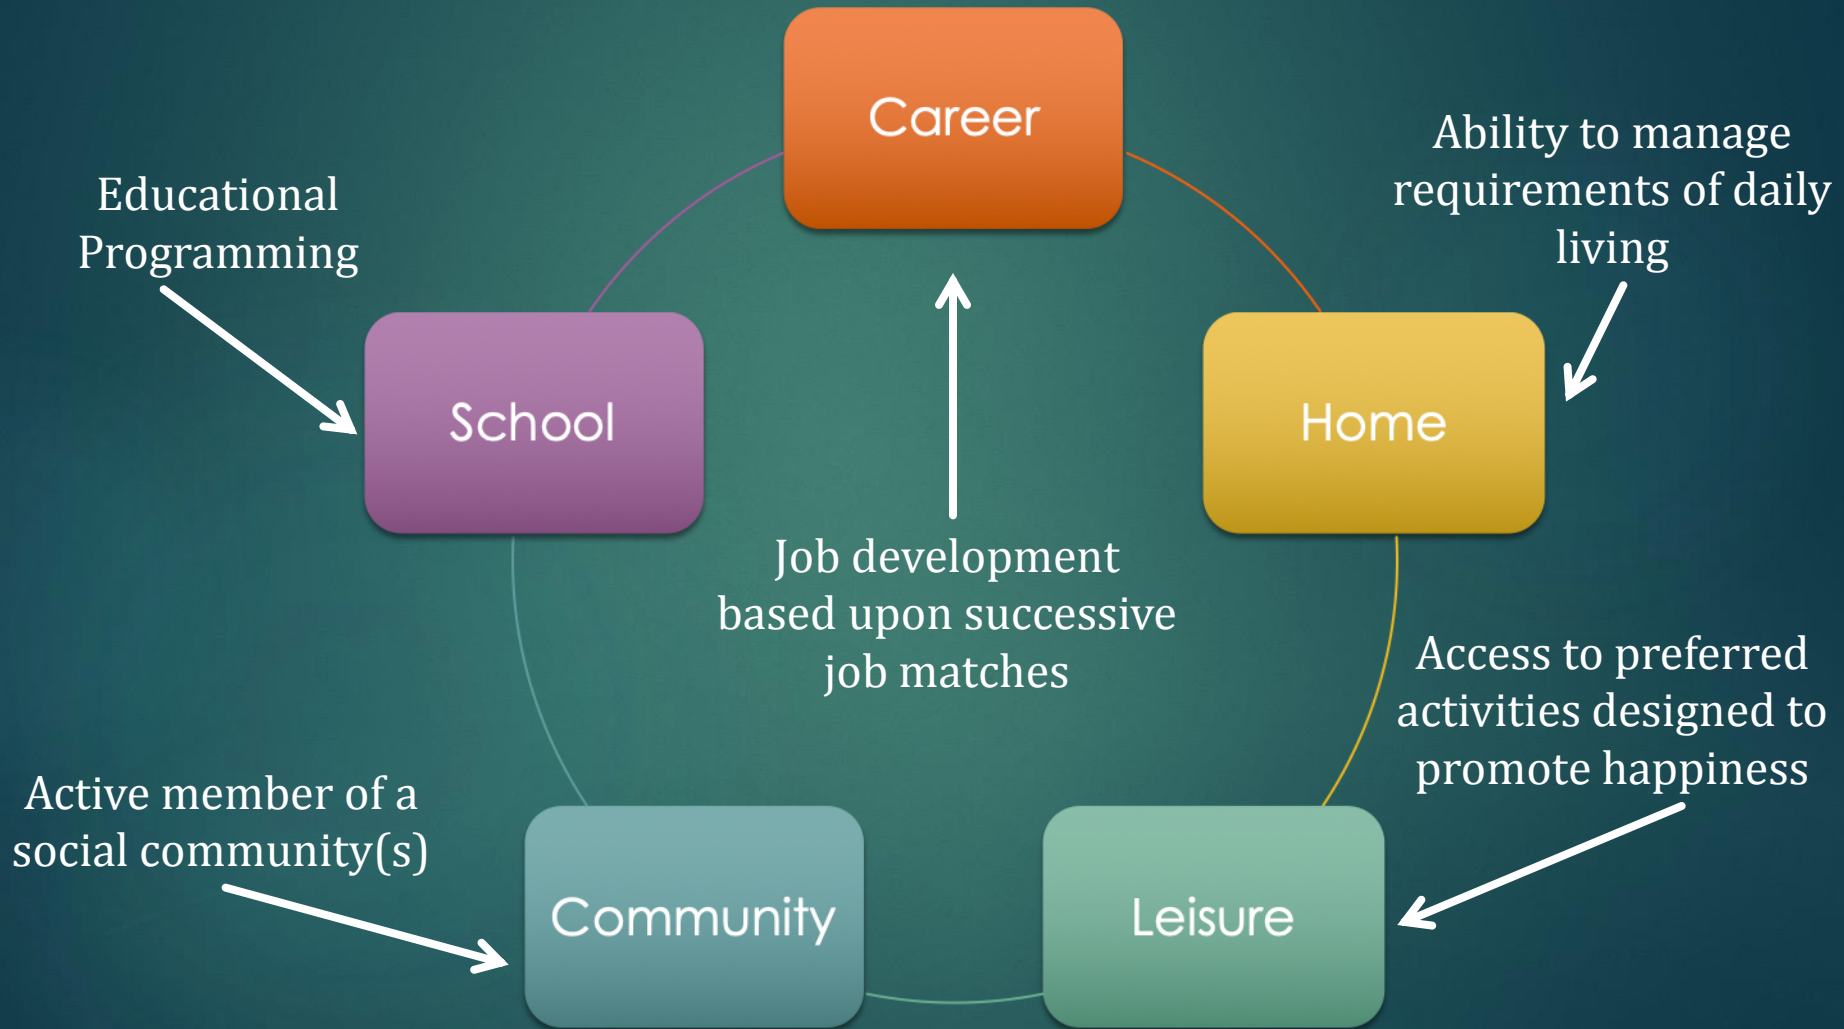 Career
Ability to manage
requirements of daily
living
Educational
Programming
School
Home
Job development
based upon successive
job matches
Access to preferred
activities designed to
promote happiness
Active member of a
social community(s)
Community
Leisure